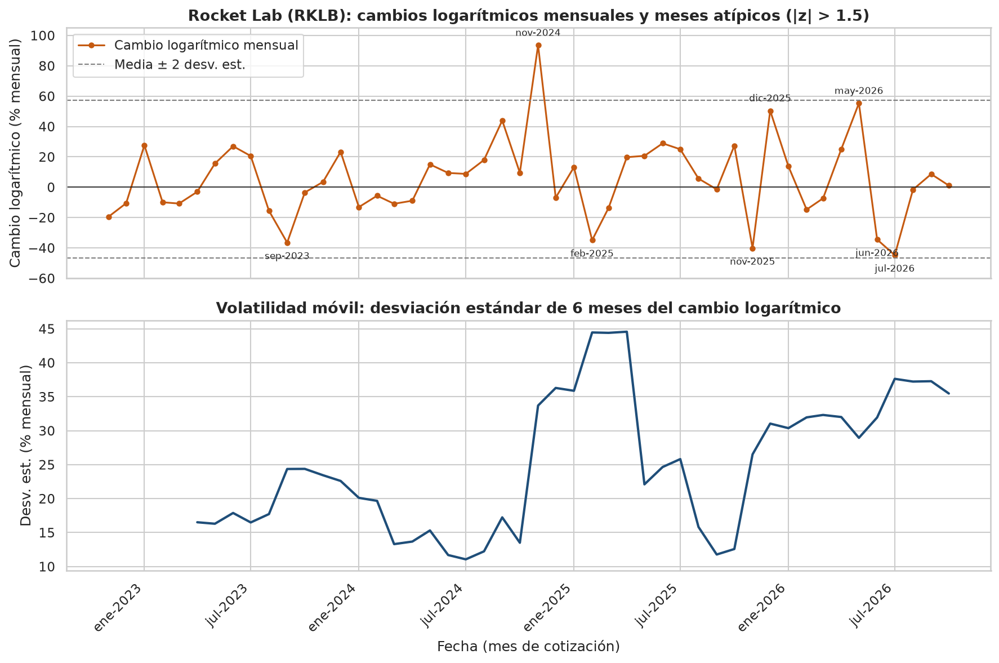 Rocket Lab (RKLB): cambios logarítmicos mensuales y meses atípicos (|z| > 1.5)
Cambio logarítmico (% mensual)
100
80
60
40
20
0
−20
−40
−60
Cambio logarítmico mensual
Media ± 2 desv. est.
sep-2023
nov-2024
feb-2025
nov-2025
dic-2025
may-2026
jun-2026
jul-2026
Volatilidad móvil: desviación estándar de 6 meses del cambio logarítmico
Desv. est. (% mensual)
45
40
35
30
25
20
15
10
ene-2023
jul-2023
ene-2024
jul-2024
ene-2025
jul-2025
ene-2026
jul-2026
Fecha (mes de cotización)